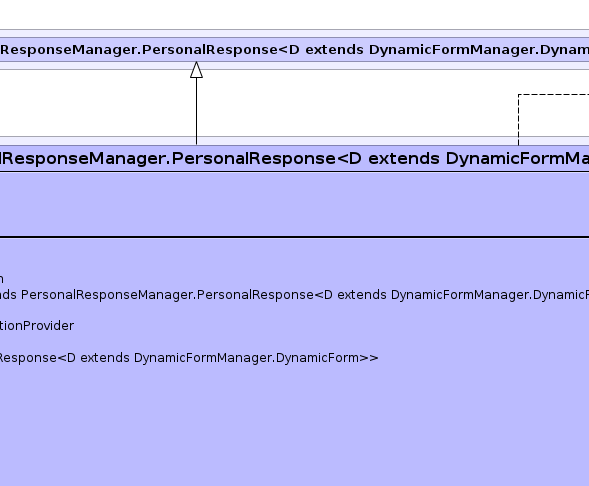 ResponseManager.PersonalResponse<D extends DynamicFormManager.Dynam
lResponseManager.PersonalResponse<D extends DynamicFormMa
n
nds PersonalResponseManager.PersonalResponse<D extends DynamicFormManager.DynamicF
tionProvider
Response<D extends DynamicFormManager.DynamicForm>>